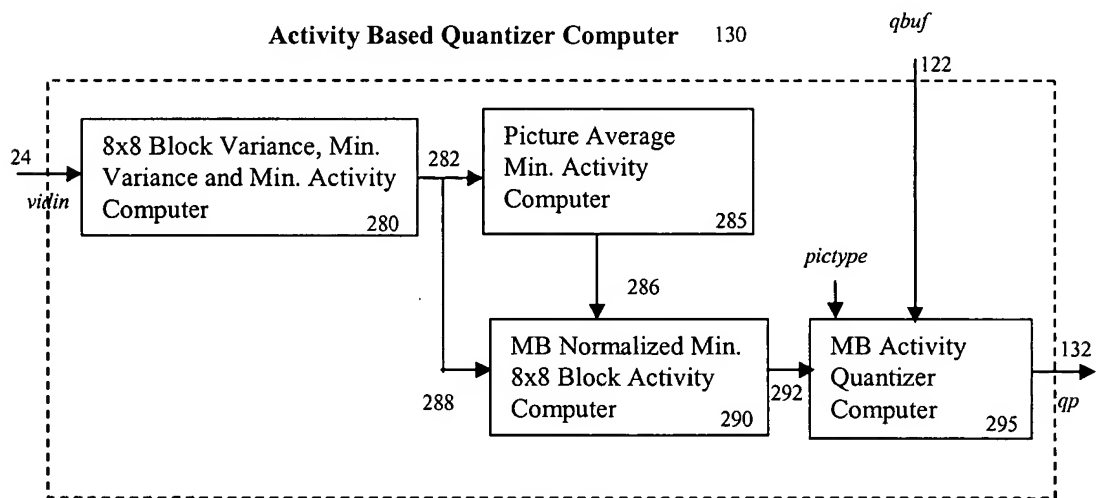 Activity Based Quantizer Computer 130
qbuf
122
24
vidin
8x8 Block Variance, Min.
Variance and Min. Activity
Computer
280
282
Picture Average
Min. Activity
Computer
285
286
pictype
288
MB Normalized Min.
8x8 Block Activity
Computer
290
292
MB Activity
Quantizer
Computer
295
132
qp